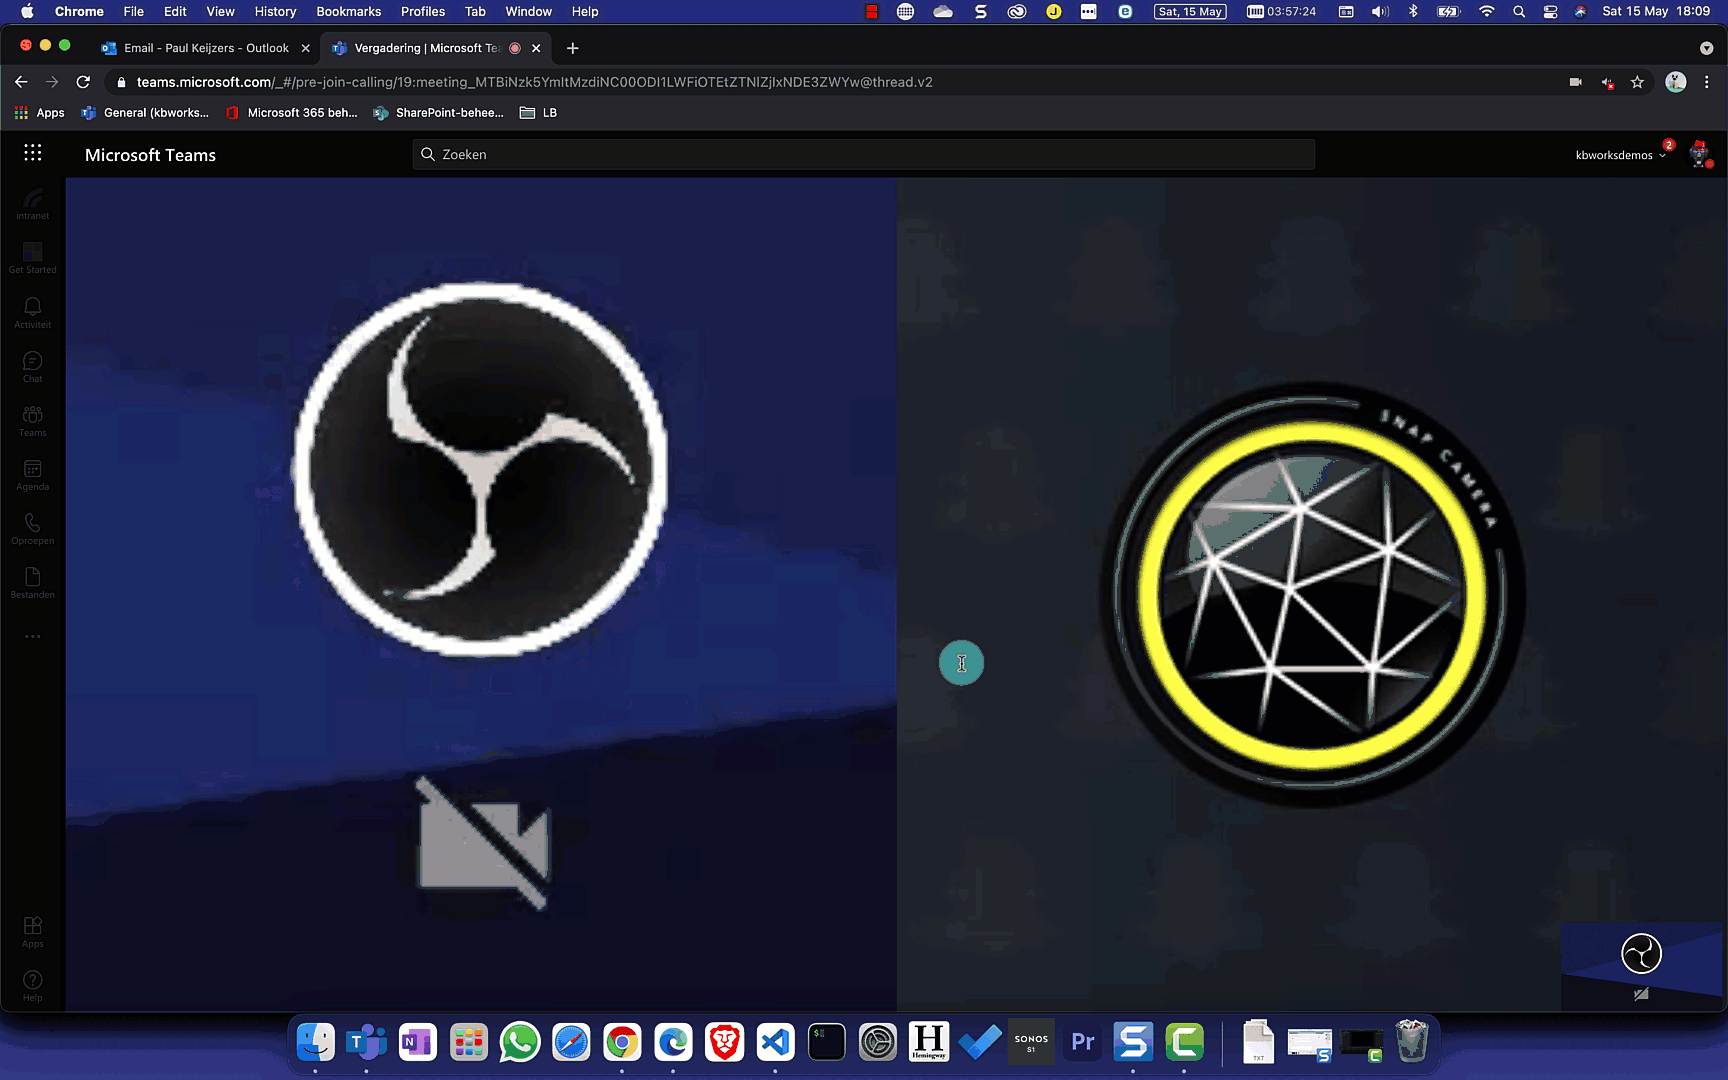 Chrome File Edit View History Bookmarks Profiles Tab Window Help Sat, 15 May 03:57:24 Sat 15 May 18:09
Email - Paul Keijzers - Outlook Vergadering | Microsoft Tea
teams.microsoft.com/_#/pre-join-calling/19:meeting_MTBiNzk5YmItMzdiNC00ODI1LWFiOTEtZTNlZjIxNDE3ZWYw@thread.v2
Apps General (kbworks... Microsoft 365 beh... SharePoint-behee... LB
Microsoft Teams Zoeken kbworksdemos 2
intranet
Get Started
Activiteit
Chat
Teams
Agenda
Oproepen
Bestanden
SNAP CAMERA
Apps
Help
Hemingway
SONOS
S1
Pr
TXT